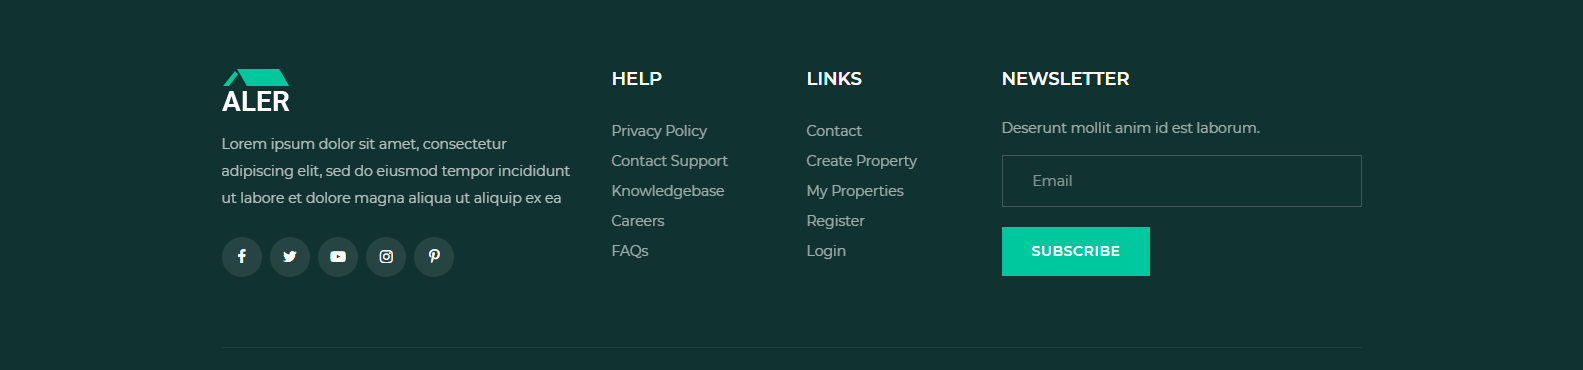 ALER
Lorem ipsum dolor sit amet, consectetur
adipiscing elit, sed do eiusmod tempor incididunt
ut labore et dolore magna aliqua ut aliquip ex ea
HELP
Privacy Policy
Contact Support
Knowledgebase
Careers
FAQs
LINKS
Contact
Create Property
My Properties
Register
Login
NEWSLETTER
Deserunt mollit anim id est laborum.
Email
SUBSCRIBE